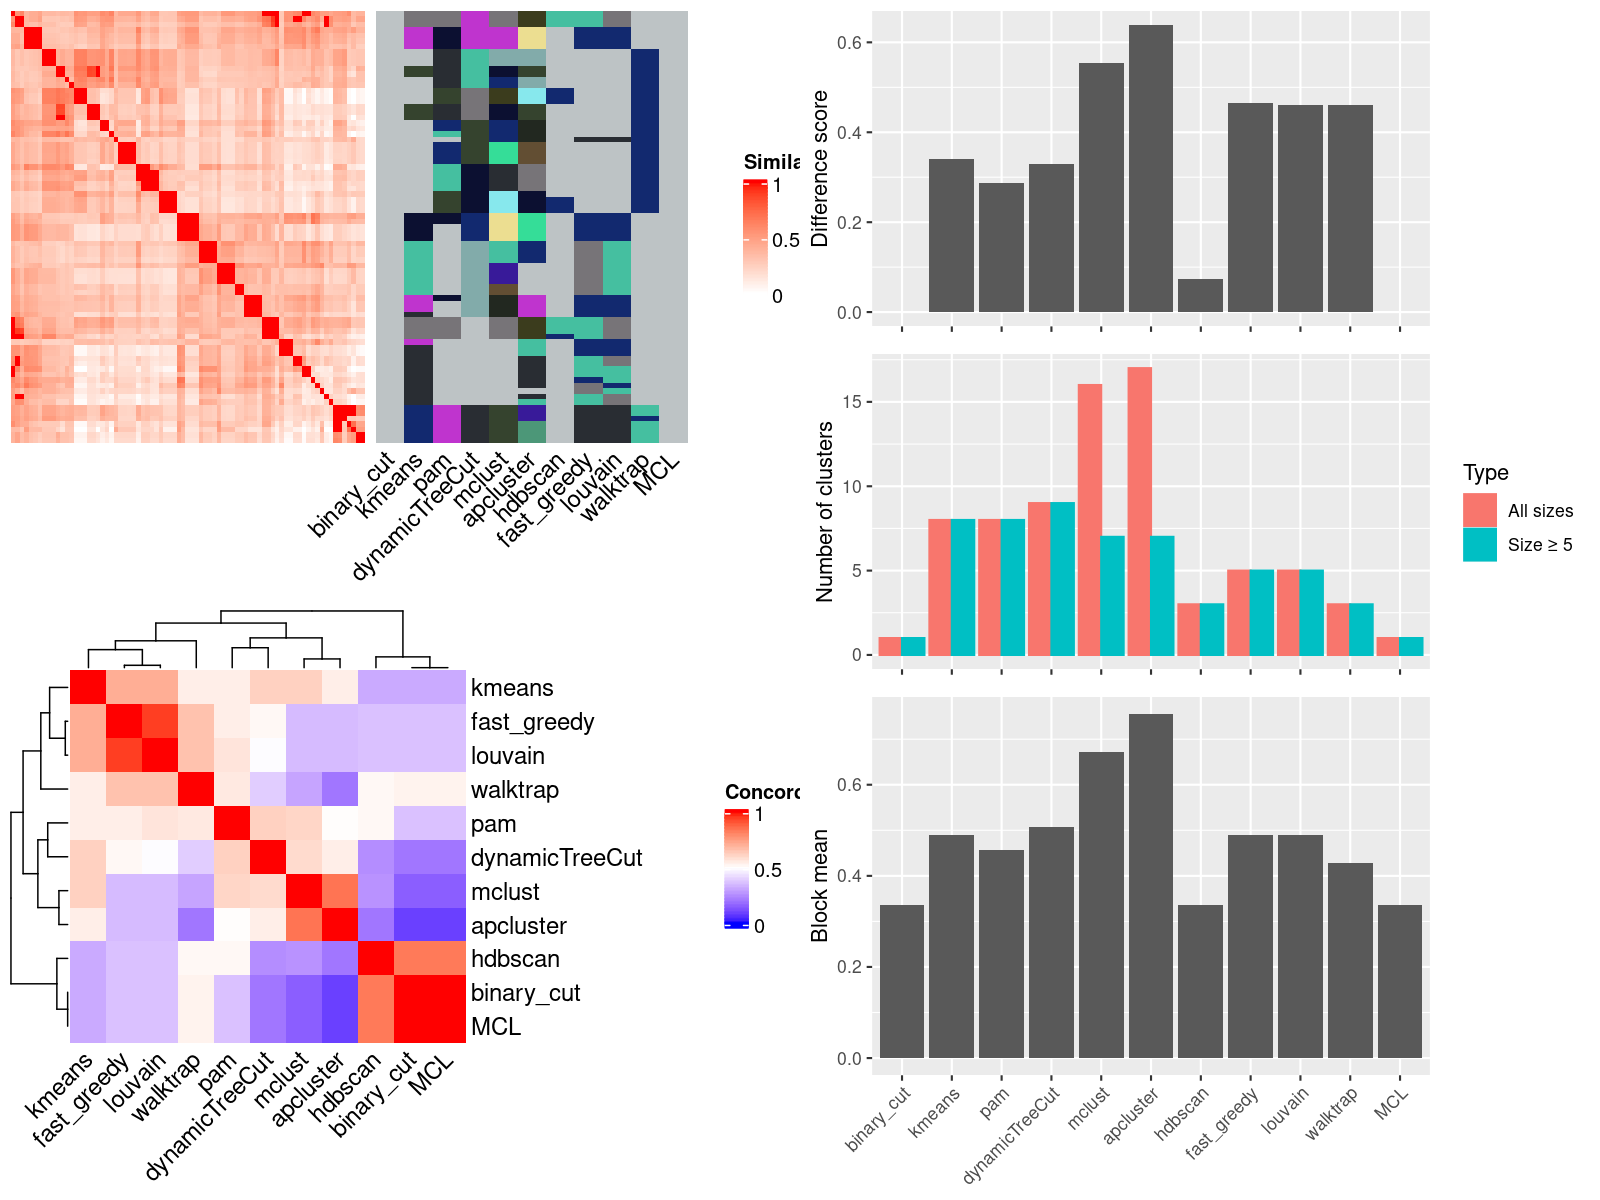 Simila
1
0.5
0
binary_cut
kmeans
pam
dynamicTreeCut
mclust
apcluster
hdbscan
fast_greedy
louvain
walktrap
MCL
Difference score
0.6
0.4
0.2
0.0
Number of clusters
15
10
5
0
Type
All sizes
Size ≥ 5
kmeans
fast_greedy
louvain
walktrap
pam
dynamicTreeCut
mclust
apcluster
hdbscan
binary_cut
MCL
kmeans
fast_greedy
louvain
walktrap
pam
dynamicTreeCut
mclust
apcluster
hdbscan
binary_cut
MCL
Concord
1
0.5
0
Block mean
0.6
0.4
0.2
0.0
binary_cut
kmeans
pam
dynamicTreeCut
mclust
apcluster
hdbscan
fast_greedy
louvain
walktrap
MCL